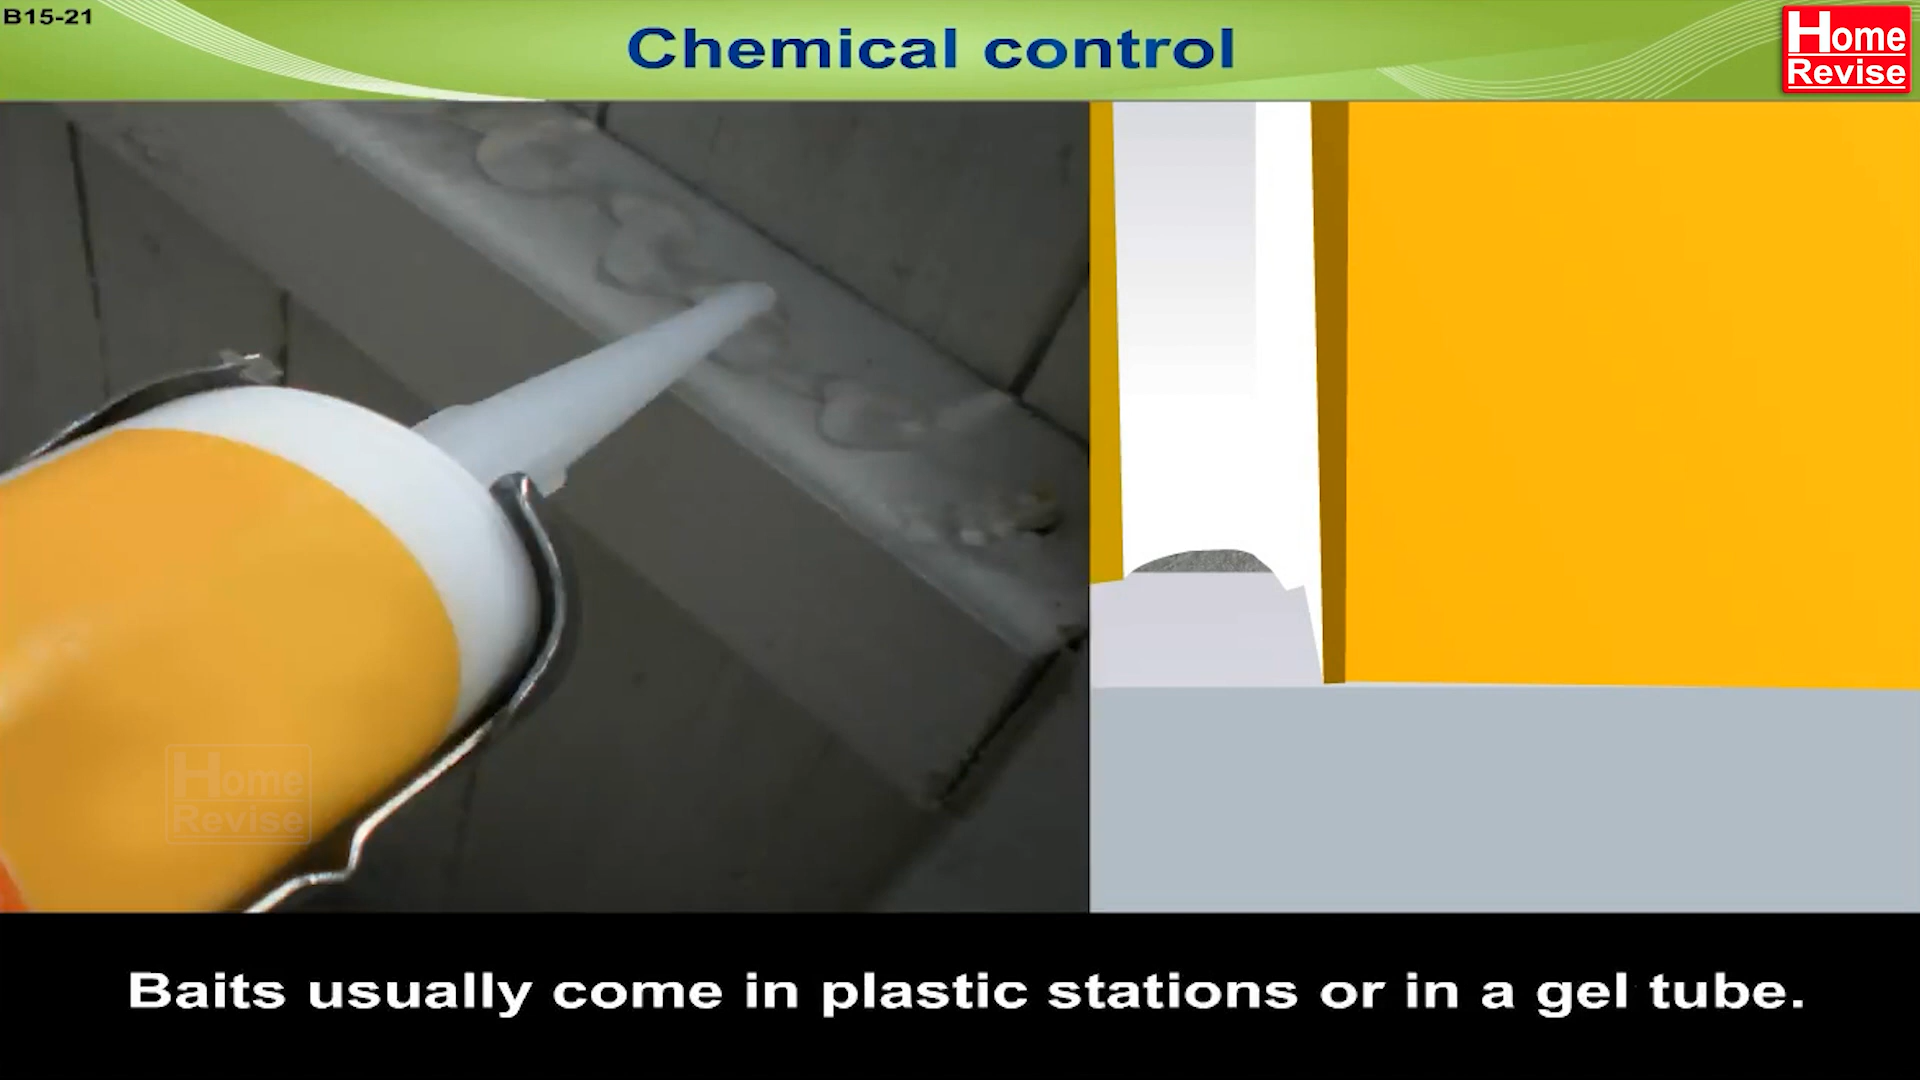 B15-21
Chemical control
Home
Revise
Home
Revise
Baits usually come in plastic stations or in a gel tube.